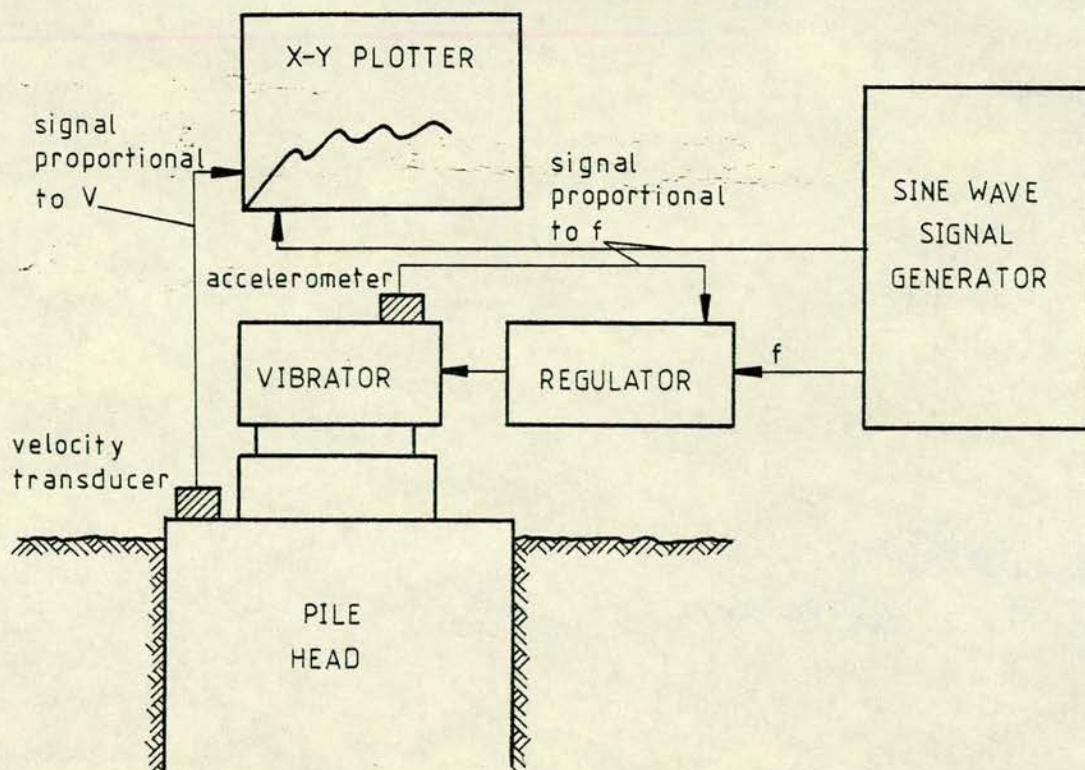 X-Y PLOTTER
signal
proportional
to V
signal
proportional
to f
SINE WAVE
SIGNAL
GENERATOR
accelerometer
VIBRATOR
REGULATOR
f
velocity
transducer
PILE
HEAD